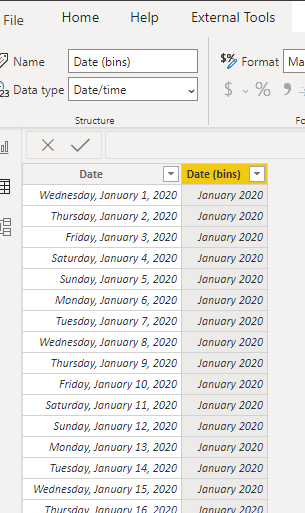 File Home Help External Tools
Name Date (bins) $% Format Ma
Data type Date/time $ % 9
Structure Fo
Date Date (bins)
Wednesday, January 1, 2020 January 2020
Thursday, January 2, 2020 January 2020
Friday, January 3, 2020 January 2020
Saturday, January 4, 2020 January 2020
Sunday, January 5, 2020 January 2020
Monday, January 6, 2020 January 2020
Tuesday, January 7, 2020 January 2020
Wednesday, January 8, 2020 January 2020
Thursday, January 9, 2020 January 2020
Friday, January 10, 2020 January 2020
Saturday, January 11, 2020 January 2020
Sunday, January 12, 2020 January 2020
Monday, January 13, 2020 January 2020
Tuesday, January 14, 2020 January 2020
Wednesday, January 15, 2020 January 2020
Thursday, January 16, 2020 January 2020